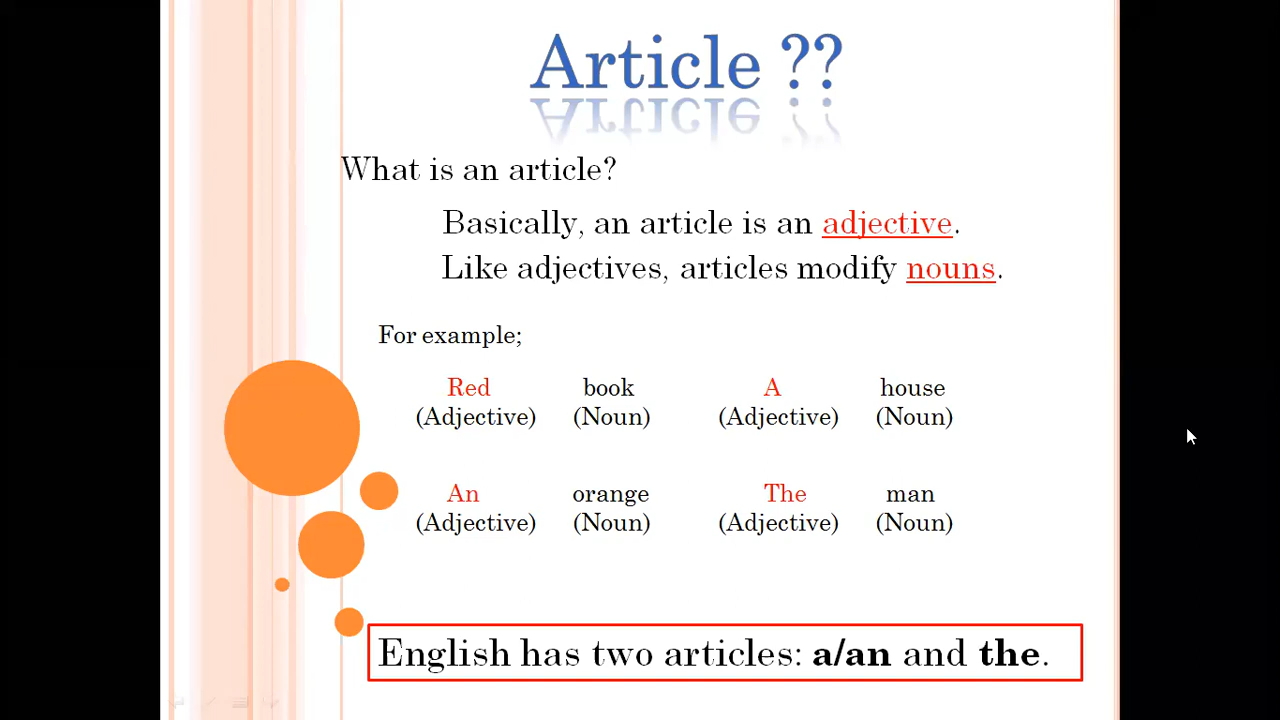 Article ??
What is an article?
Basically, an article is an adjective.
Like adjectives, articles modify nouns.
For example;
Red book A house
(Adjective) (Noun) (Adjective) (Noun)
An orange The man
(Adjective) (Noun) (Adjective) (Noun)
English has two articles: a/an and the.